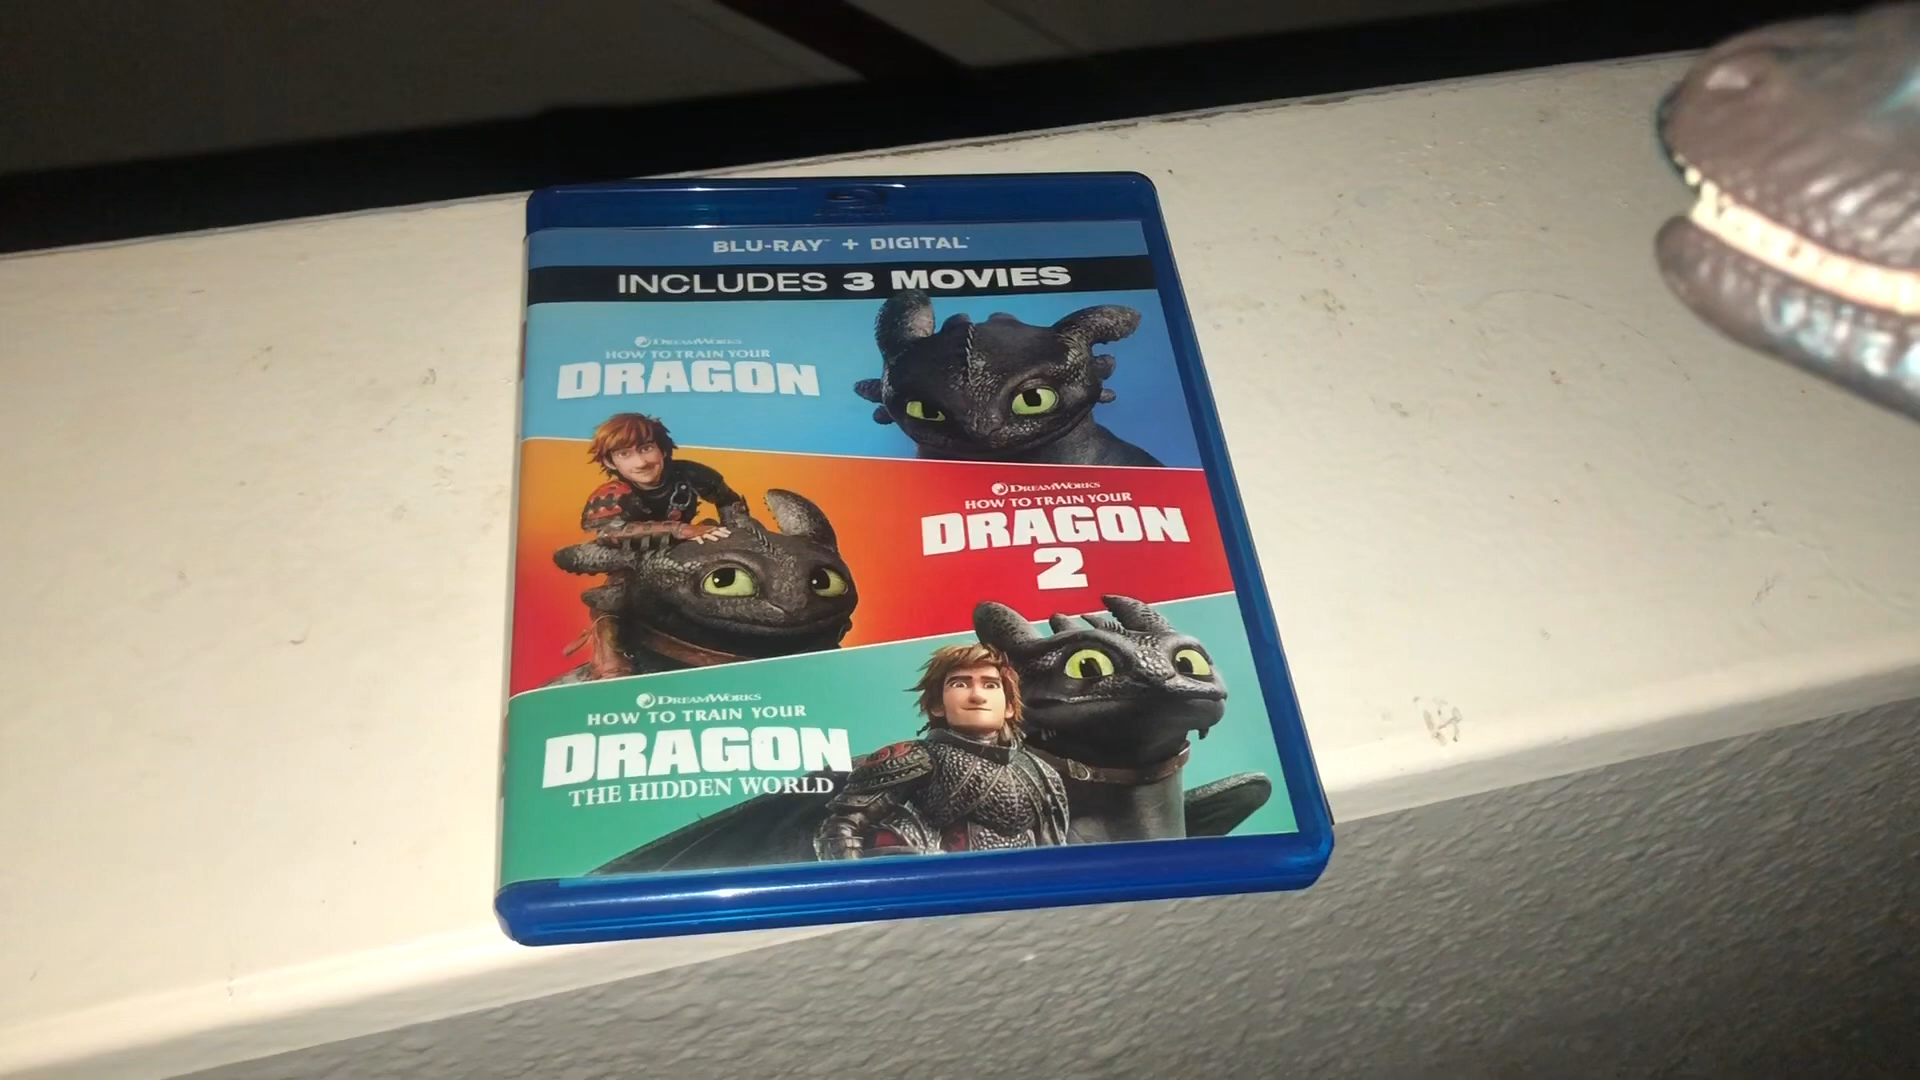 BLU-RAY™ + DIGITAL
INCLUDES 3 MOVIES
DREAMWORKS
HOW TO TRAIN YOUR
DRAGON
DREAMWORKS
HOW TO TRAIN YOUR
DRAGON
2
DREAMWORKS
HOW TO TRAIN YOUR
DRAGON
THE HIDDEN WORLD